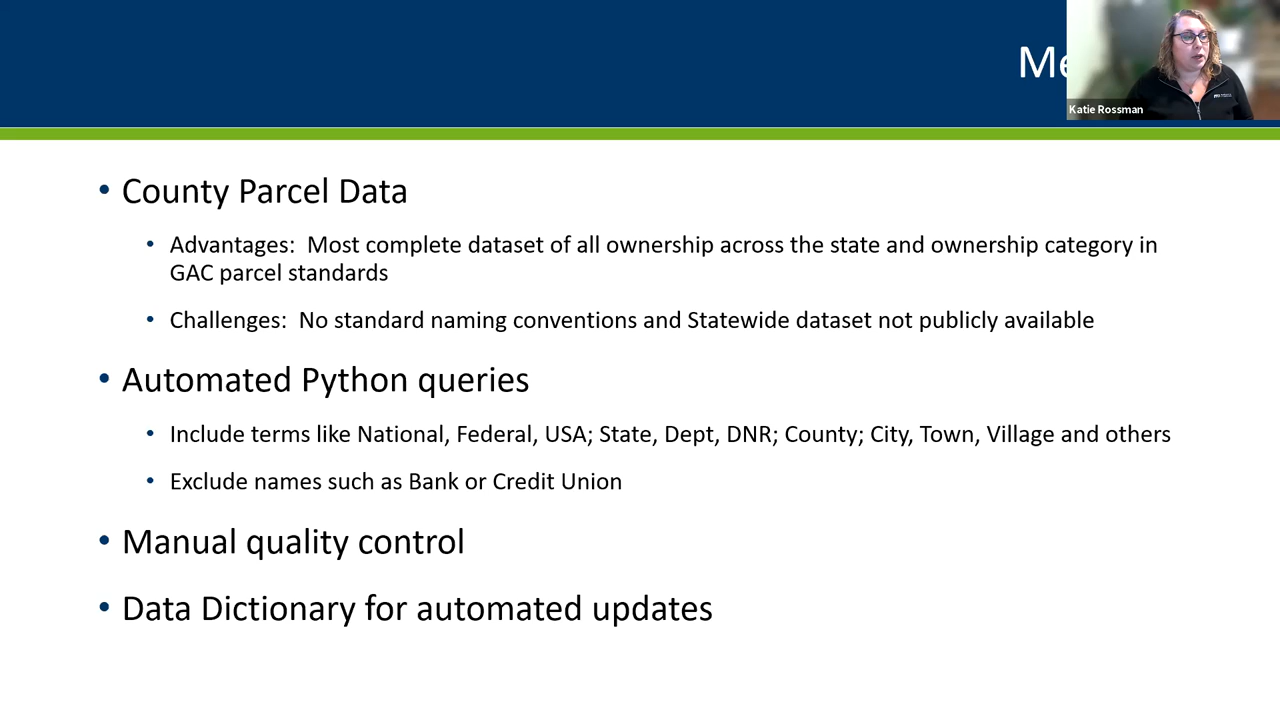 Katie Rossman
• County Parcel Data
• Advantages:  Most complete dataset of all ownership across the state and ownership category in
GAC parcel standards
• Challenges:  No standard naming conventions and Statewide dataset not publicly available
• Automated Python queries
• Include terms like National, Federal, USA; State, Dept, DNR; County; City, Town, Village and others
• Exclude names such as Bank or Credit Union
• Manual quality control
• Data Dictionary for automated updates